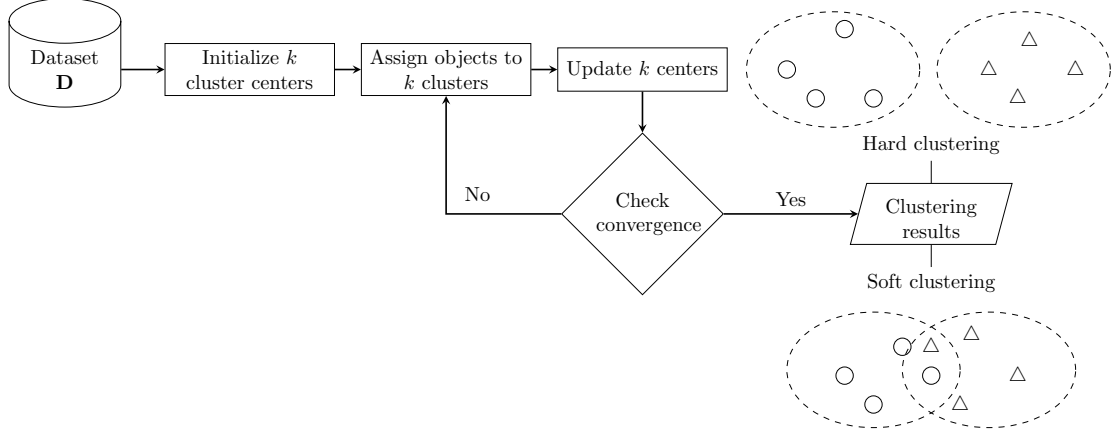 Dataset
D
Initialize k
cluster centers
Assign objects to
k clusters
Update k centers
Hard clustering
Check
convergence
No
Yes
Clustering
results
Soft clustering